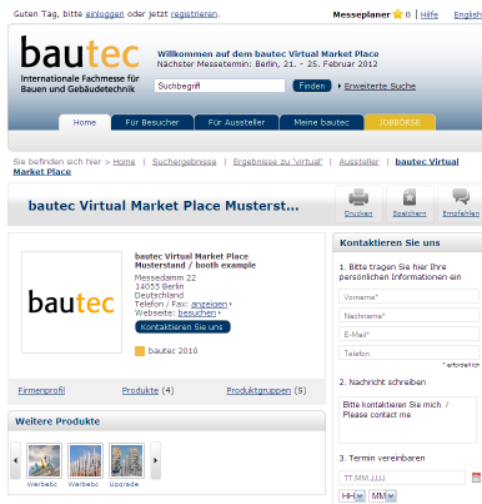 Guten Tag, bitte einloggen oder jetzt registrieren.
Messeplaner 0 | Hilfe English
bautec
Internationale Fachmesse für
Bauen und Gebäudetechnik
Willkommen auf dem bautec Virtual Market Place
Nächster Messetermin: Berlin, 21. - 25. Februar 2012
Suchbegriff Finden Erweiterte Suche
Home Für Besucher Für Aussteller Meine bautec JOBBÖRSE
Sie befinden sich hier > Home | Suchergebnisse | Ergebnisse zu 'virtual' | Aussteller | bautec Virtual
Market Place
bautec Virtual Market Place Musterst...
Drucken Speichern Empfehlen
bautec
bautec Virtual Market Place
Musterstand / booth example
Messedamm 22
14055 Berlin
Deutschland
Telefon / Fax: anzeigen
Webseite: besuchen
Kontaktieren Sie uns
bautec 2010
Firmenprofil Produkte (4) Produktgruppen (5)
Weitere Produkte
Werbebc Werbebc Upgrade
Kontaktieren Sie uns
1. Bitte tragen Sie hier Ihre
persönlichen Informationen ein
Vorname*
Nachname*
E-Mail*
Telefon
* erforderlich
2. Nachricht schreiben
Bitte kontaktieren Sie mich. /
Please contact me
3. Termin vereinbaren
TT.MM.JJJJ
HH MM